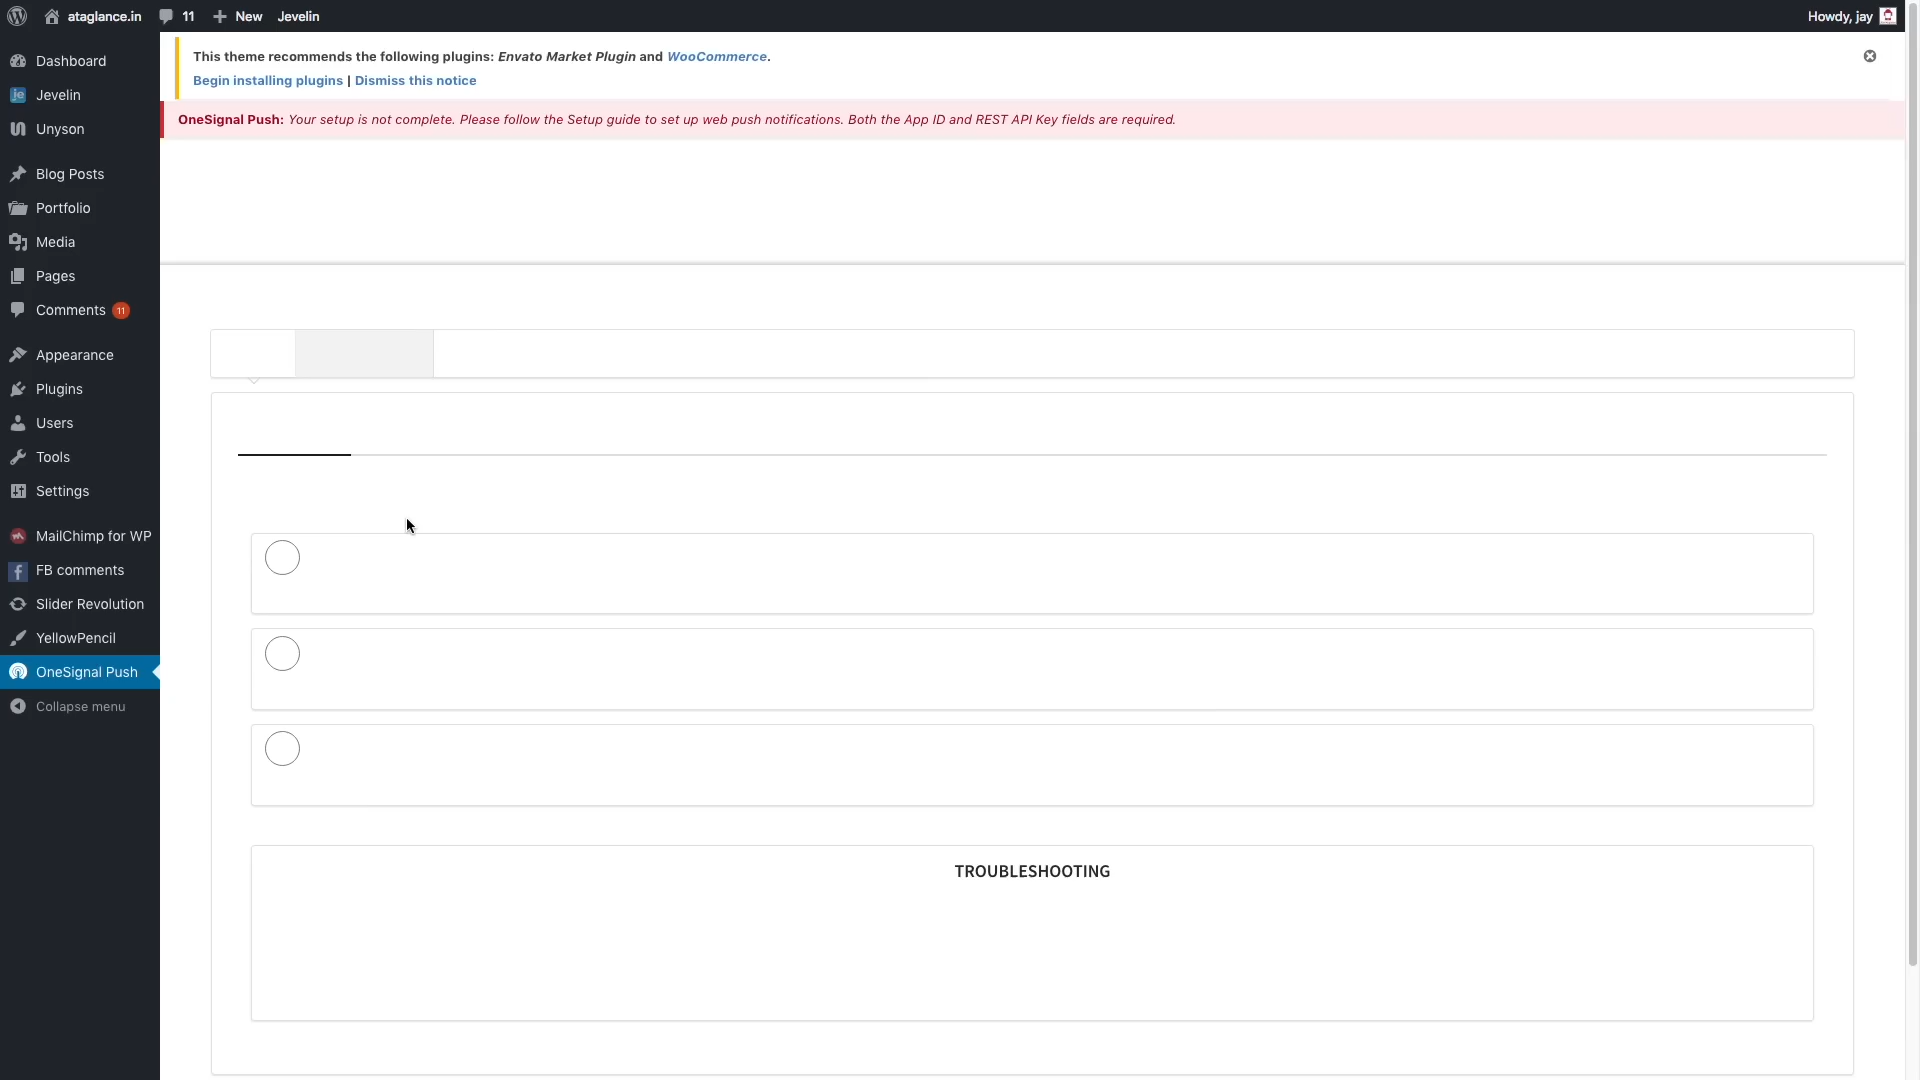 ataglance.in 11 New Jevelin Howdy, jay
This theme recommends the following plugins: Envato Market Plugin and WooCommerce.
Begin installing plugins | Dismiss this notice
OneSignal Push: Your setup is not complete. Please follow the Setup guide to set up web push notifications. Both the App ID and REST API Key fields are required.
Dashboard
Jevelin
Unyson
Blog Posts
Portfolio
Media
Pages
Comments 11
Appearance
Plugins
Users
Tools
Settings
MailChimp for WP
FB comments
Slider Revolution
YellowPencil
OneSignal Push
Collapse menu
TROUBLESHOOTING